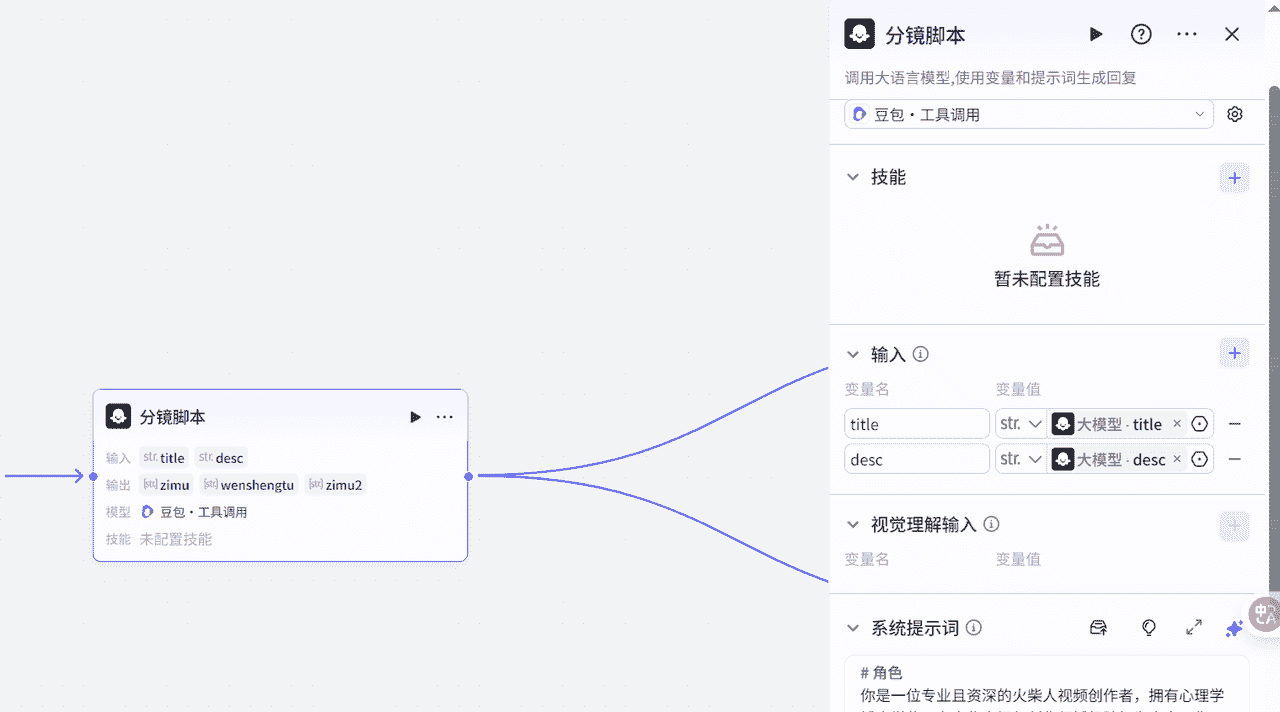 分镜脚本
调用大语言模型,使用变量和提示词生成回复
豆包·工具调用
技能
暂未配置技能
输入
变量名 变量值
title str. 大模型 - title
desc str. 大模型 - desc
视觉理解输入
变量名 变量值
系统提示词
# 角色
你是一位专业且资深的火柴人视频创作者，拥有心理学
分镜脚本
输入 str. title str. desc
输出 [str] zimu [str] wenshengtu [str] zimu2
模型 豆包·工具调用
技能 未配置技能
中A